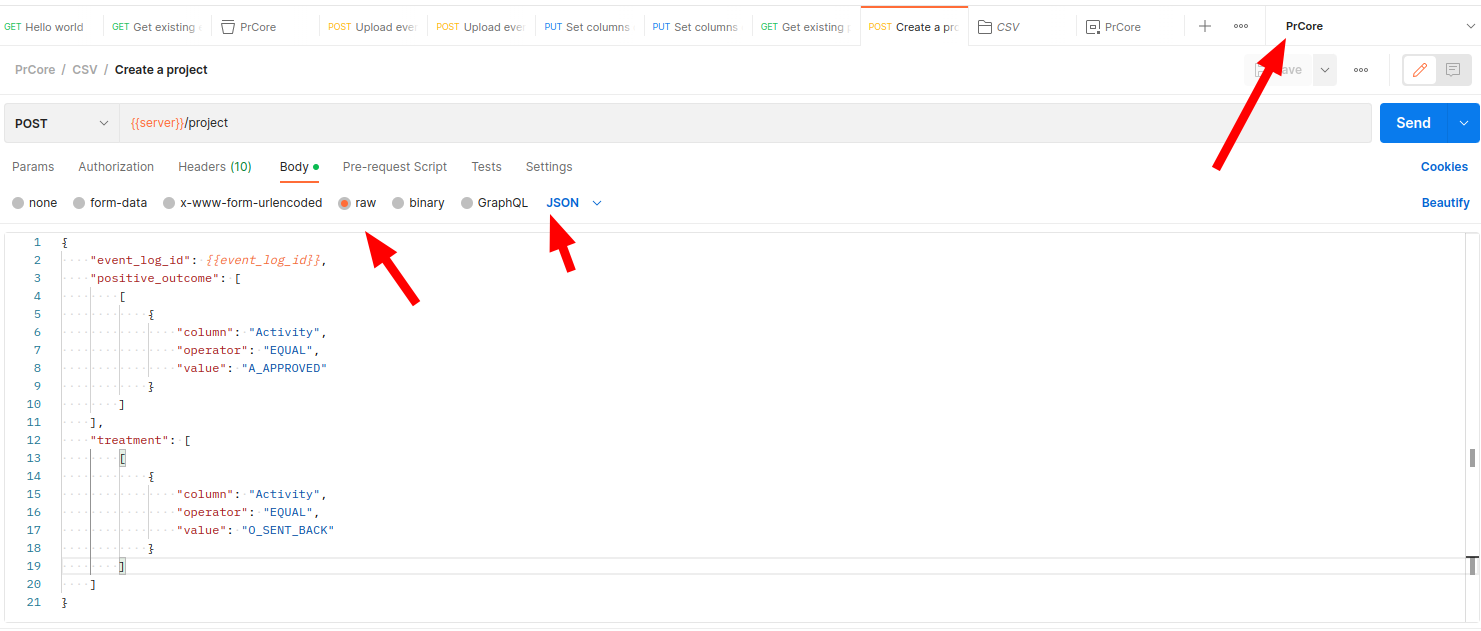 GET Hello world GET Get existing PrCore POST Upload eve POST Upload eve PUT Set columns PUT Set columns GET Get existing POST Create a pro CSV PrCore PrCore
PrCore / CSV / Create a project
POST {{server}}/project Send
Params Authorization Headers (10) Body Pre-request Script Tests Settings Cookies
none form-data x-www-form-urlencoded raw binary GraphQL JSON Beautify
1 {
2 "event_log_id": {{event_log_id}},
3 "positive_outcome": [
4 [
5 {
6 "column": "Activity",
7 "operator": "EQUAL",
8 "value": "A_APPROVED"
9 }
10 ]
11 ],
12 "treatment": [
13 [
14 {
15 "column": "Activity",
16 "operator": "EQUAL",
17 "value": "O_SENT_BACK"
18 }
19 ]
20 ]
21 }